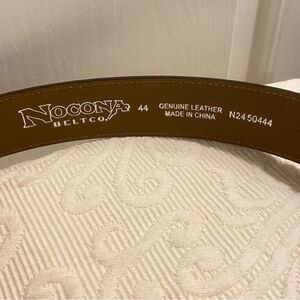 NOCONA
BELT CO.
44
GENUINE LEATHER
MADE IN CHINA
N2450444